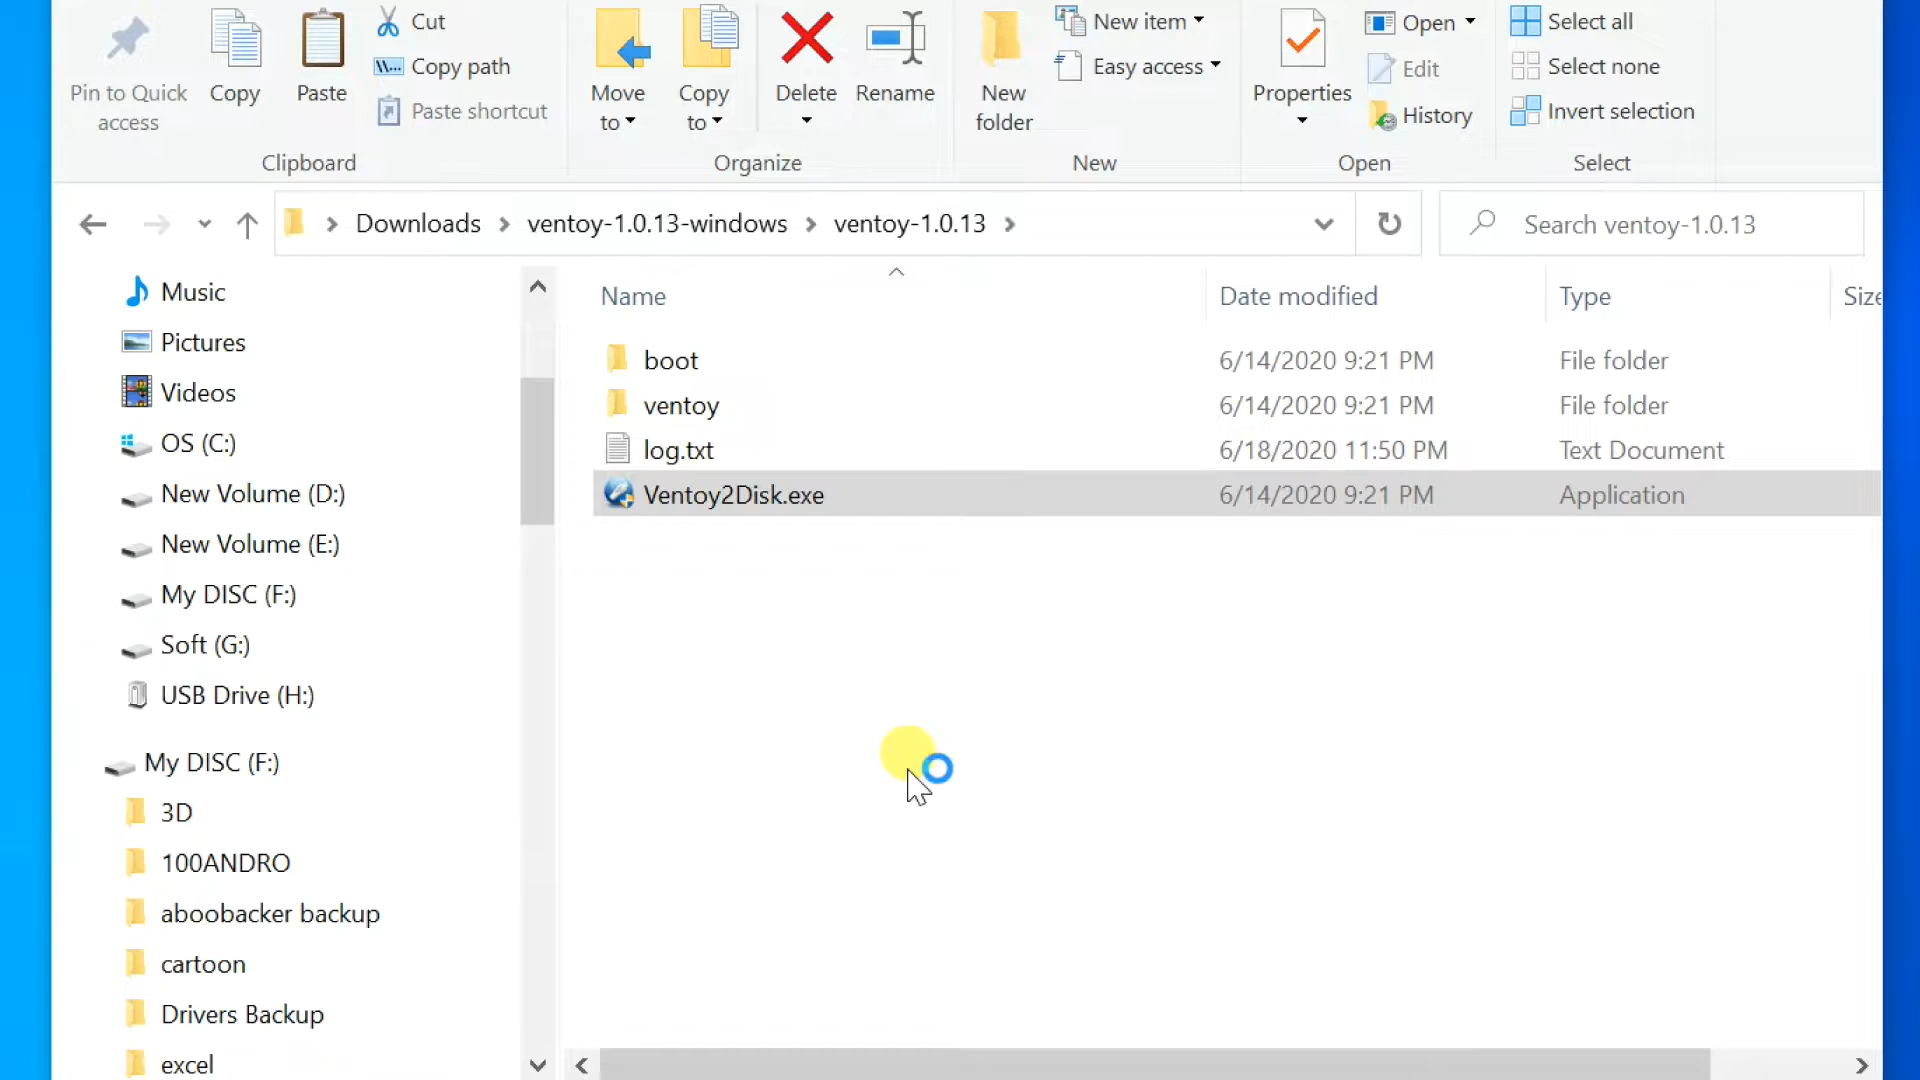 Pin to Quick access
Copy
Paste
Cut
Copy path
Paste shortcut
Clipboard
Move to
Copy to
Delete
Rename
Organize
New folder
New item
Easy access
New
Properties
Open
Edit
History
Open
Select all
Select none
Invert selection
Select
Downloads
ventoy-1.0.13-windows
ventoy-1.0.13
Search ventoy-1.0.13
Music
Pictures
Videos
OS (C:)
New Volume (D:)
New Volume (E:)
My DISC (F:)
Soft (G:)
USB Drive (H:)
My DISC (F:)
3D
100ANDRO
aboobacker backup
cartoon
Drivers Backup
excel
Name Date modified Type Size
boot 6/14/2020 9:21 PM File folder
ventoy 6/14/2020 9:21 PM File folder
log.txt 6/18/2020 11:50 PM Text Document
Ventoy2Disk.exe 6/14/2020 9:21 PM Application